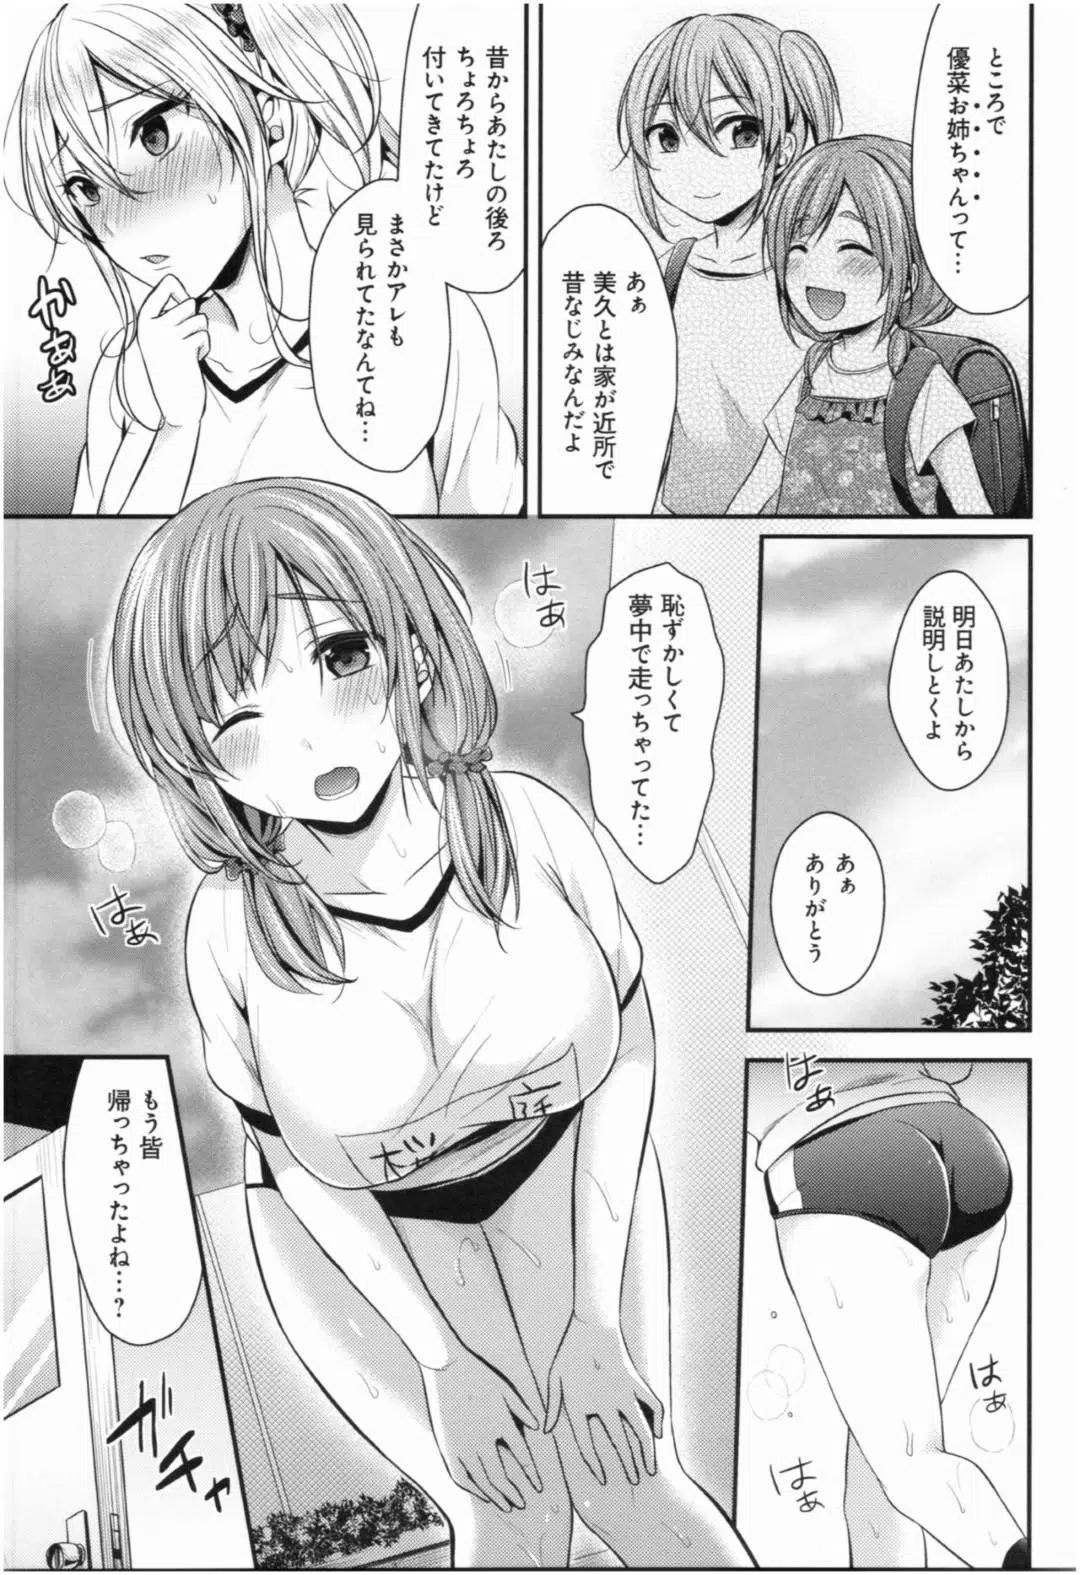 ところで
優菜お姉ちゃんって…
あぁ
美久とは家が近所で
昔なじみなんだよ
昔からあたしの後ろ
ちょろちょろ
付いてきてたけど
まさかアレも
見られてたなんてね…
かぁぁぁ
明日あたしから
説明しとくよ
あぁ
ありがとう
恥ずかしくて
夢中で走っちゃってた…
はぁ
はぁ
はぁ
はぁ
はぁ
桜庭
もう皆
帰っちゃったよね…?
ガチャ